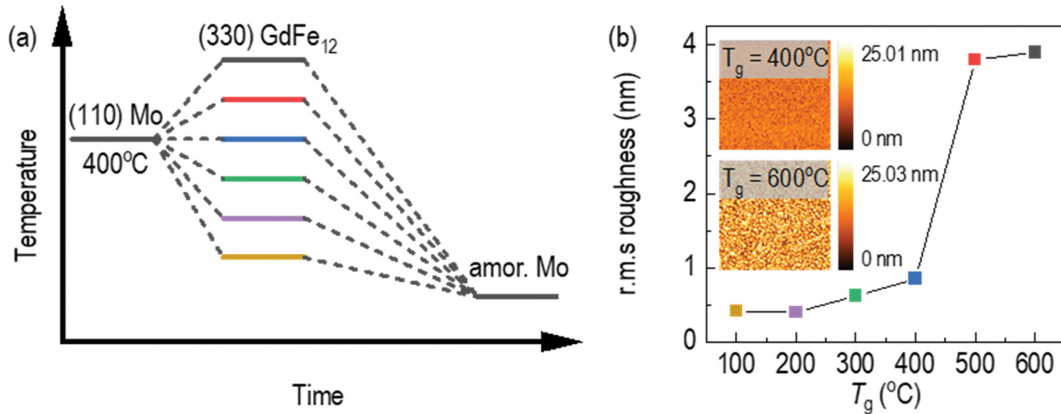 (a)
(330) GdFe12
(110) Mo
400°C
amor. Mo
Temperature
Time
(b)
r.m.s roughness (nm)
4
3
2
1
0
Tg = 400°C
25.01 nm
0 nm
Tg = 600°C
25.03 nm
0 nm
100 200 300 400 500 600
Tg (°C)